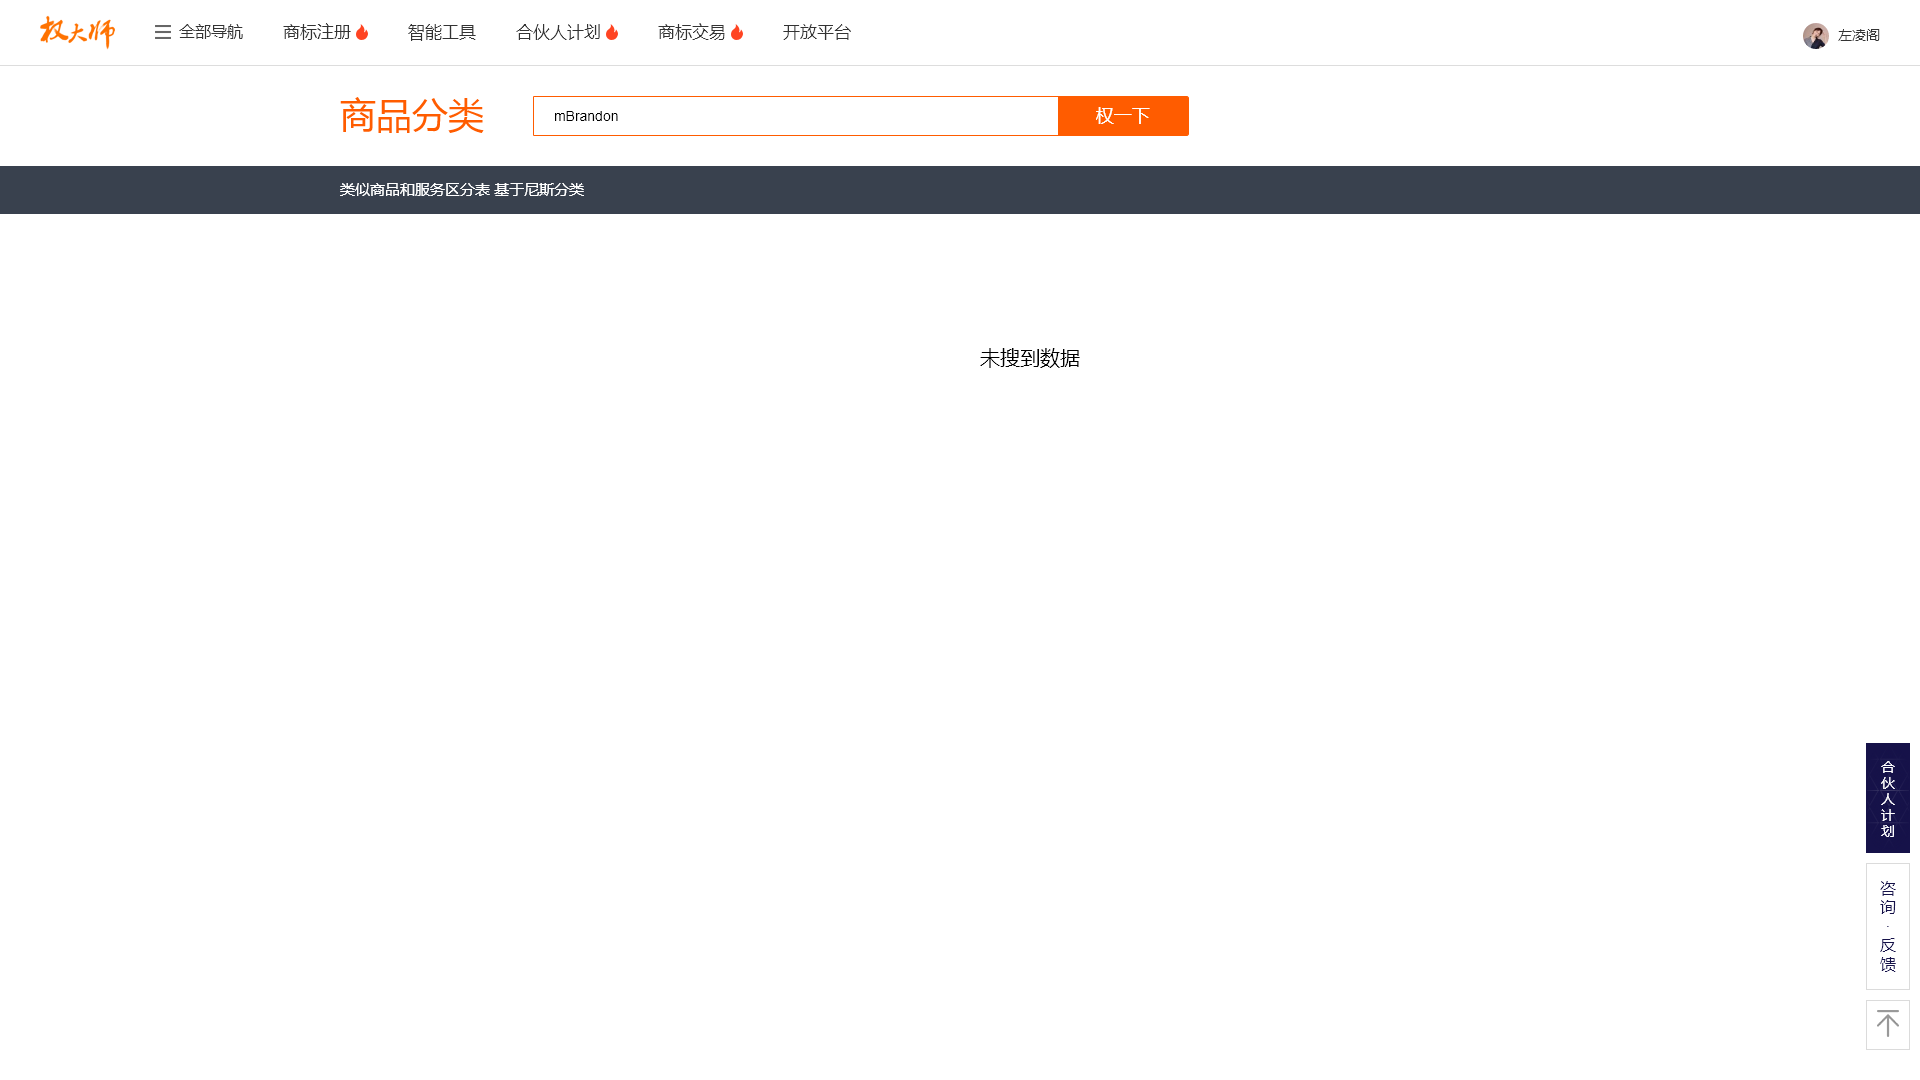 权大师
全部导航
商标注册
智能工具
合伙人计划
商标交易
开放平台
左凌阁
商品分类
mBrandon
权一下
类似商品和服务区分表 基于尼斯分类
未搜到数据
合
伙
人
计
划
咨
询
·
反
馈